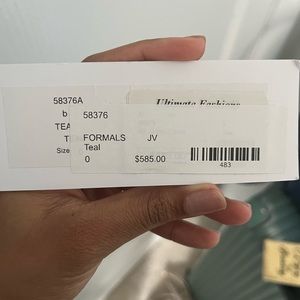 58376A
58376
Ultimate Fashions
b
TEA
FORMALS JV
Teal
Size:
0 $585.00
483